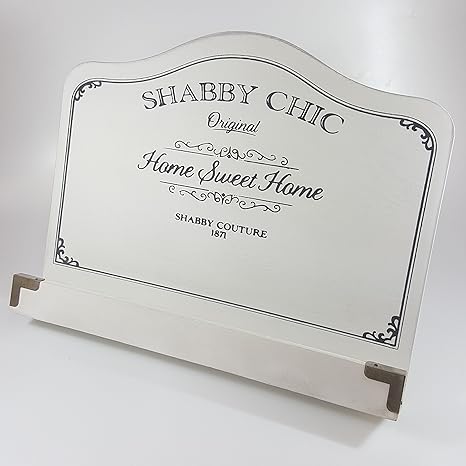 SHABBY CHIC
Original
Home Sweet Home
SHABBY COUTURE
1871